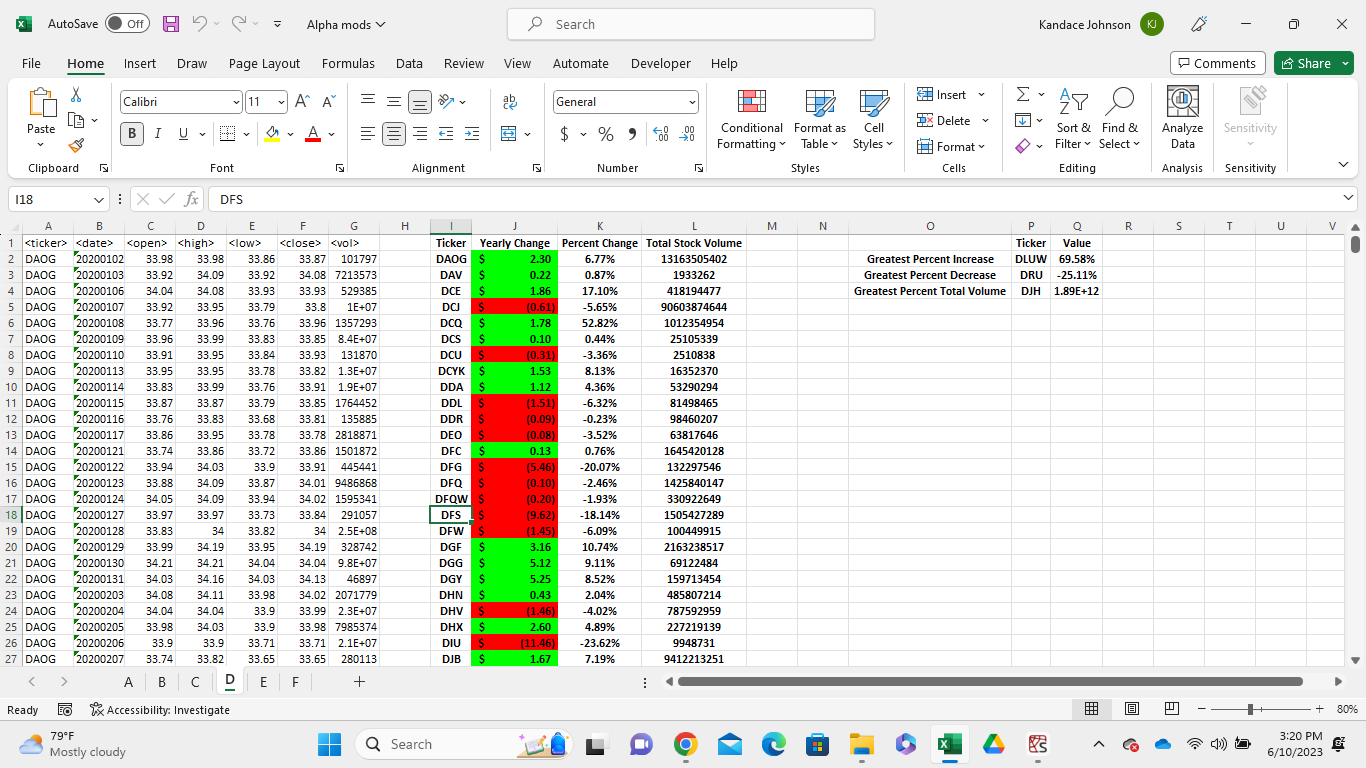 AutoSave Off Alpha mods Search Kandace Johnson KJ
File Home Insert Draw Page Layout Formulas Data Review View Automate Developer Help Comments Share
Paste Calibri 11 General Conditional Formatting Format as Table Cell Styles Insert Delete Format Sort & Filter Find & Select Analyze Data Sensitivity
Clipboard Font Alignment Number Styles Cells Editing Analysis Sensitivity
I18 fx DFS
A B C D E F G H I J K L M N O P Q R S T U V
1 <ticker> <date> <open> <high> <low> <close> <vol> Ticker Yearly Change Percent Change Total Stock Volume Ticker Value
2 DAOG 20200102 33.98 33.98 33.86 33.87 101797 DAOG $ 2.30 6.77% 13163505402 Greatest Percent Increase DLUW 69.58%
3 DAOG 20200103 33.92 34.09 33.92 34.08 7213573 DAV $ 0.22 0.87% 1933262 Greatest Percent Decrease DRU -25.11%
4 DAOG 20200106 34.04 34.08 33.93 33.93 529385 DCE $ 1.86 17.10% 418194477 Greatest Percent Total Volume DJH 1.89E+12
5 DAOG 20200107 33.92 33.95 33.79 33.8 1E+07 DCJ $ (0.61) -5.65% 90603874644
6 DAOG 20200108 33.77 33.96 33.76 33.96 1357293 DCQ $ 1.78 52.82% 1012354954
7 DAOG 20200109 33.96 33.99 33.83 33.85 8.4E+07 DCS $ 0.10 0.44% 25105339
8 DAOG 20200110 33.91 33.95 33.84 33.93 131870 DCU $ (0.31) -3.36% 2510838
9 DAOG 20200113 33.95 33.95 33.78 33.82 1.3E+07 DCYK $ 1.53 8.13% 16352370
10 DAOG 20200114 33.83 33.99 33.76 33.91 1.9E+07 DDA $ 1.12 4.36% 53290294
11 DAOG 20200115 33.87 33.87 33.79 33.85 1764452 DDL $ (1.51) -6.32% 81498465
12 DAOG 20200116 33.76 33.83 33.68 33.81 135885 DDR $ (0.09) -0.23% 98460207
13 DAOG 20200117 33.86 33.95 33.78 33.78 2818871 DEO $ (0.08) -3.52% 63817646
14 DAOG 20200121 33.74 33.86 33.72 33.86 1501872 DFC $ 0.13 0.76% 1645420128
15 DAOG 20200122 33.94 34.03 33.9 33.91 445441 DFG $ (5.46) -20.07% 132297546
16 DAOG 20200123 33.88 34.09 33.87 34.01 9486868 DFQ $ (0.10) -2.46% 1425840147
17 DAOG 20200124 34.05 34.09 33.94 34.02 1595341 DFQW $ (0.20) -1.93% 330922649
18 DAOG 20200127 33.97 33.97 33.73 33.84 291057 DFS $ (9.62) -18.14% 1505427289
19 DAOG 20200128 33.83 34 33.82 34 2.5E+08 DFW $ (1.45) -6.09% 100449915
20 DAOG 20200129 33.99 34.19 33.95 34.19 328742 DGF $ 3.16 10.74% 2163238517
21 DAOG 20200130 34.21 34.21 34.04 34.04 9.8E+07 DGG $ 5.12 9.11% 69122484
22 DAOG 20200131 34.03 34.16 34.03 34.13 46897 DGY $ 5.25 8.52% 159713454
23 DAOG 20200203 34.08 34.11 33.98 34.02 2071779 DHN $ 0.43 2.04% 485807214
24 DAOG 20200204 34.04 34.04 33.9 33.99 2.3E+07 DHV $ (1.46) -4.02% 787592959
25 DAOG 20200205 33.98 34.03 33.9 33.98 7985374 DHX $ 2.60 4.89% 227219139
26 DAOG 20200206 33.9 33.9 33.71 33.71 2.1E+07 DIU $ (11.46) -23.62% 9948731
27 DAOG 20200207 33.74 33.82 33.65 33.65 280113 DJB $ 1.67 7.19% 9412213251
A B C D E F
Ready Accessibility: Investigate 80%
79°F Mostly cloudy Search 3:20 PM 6/10/2023